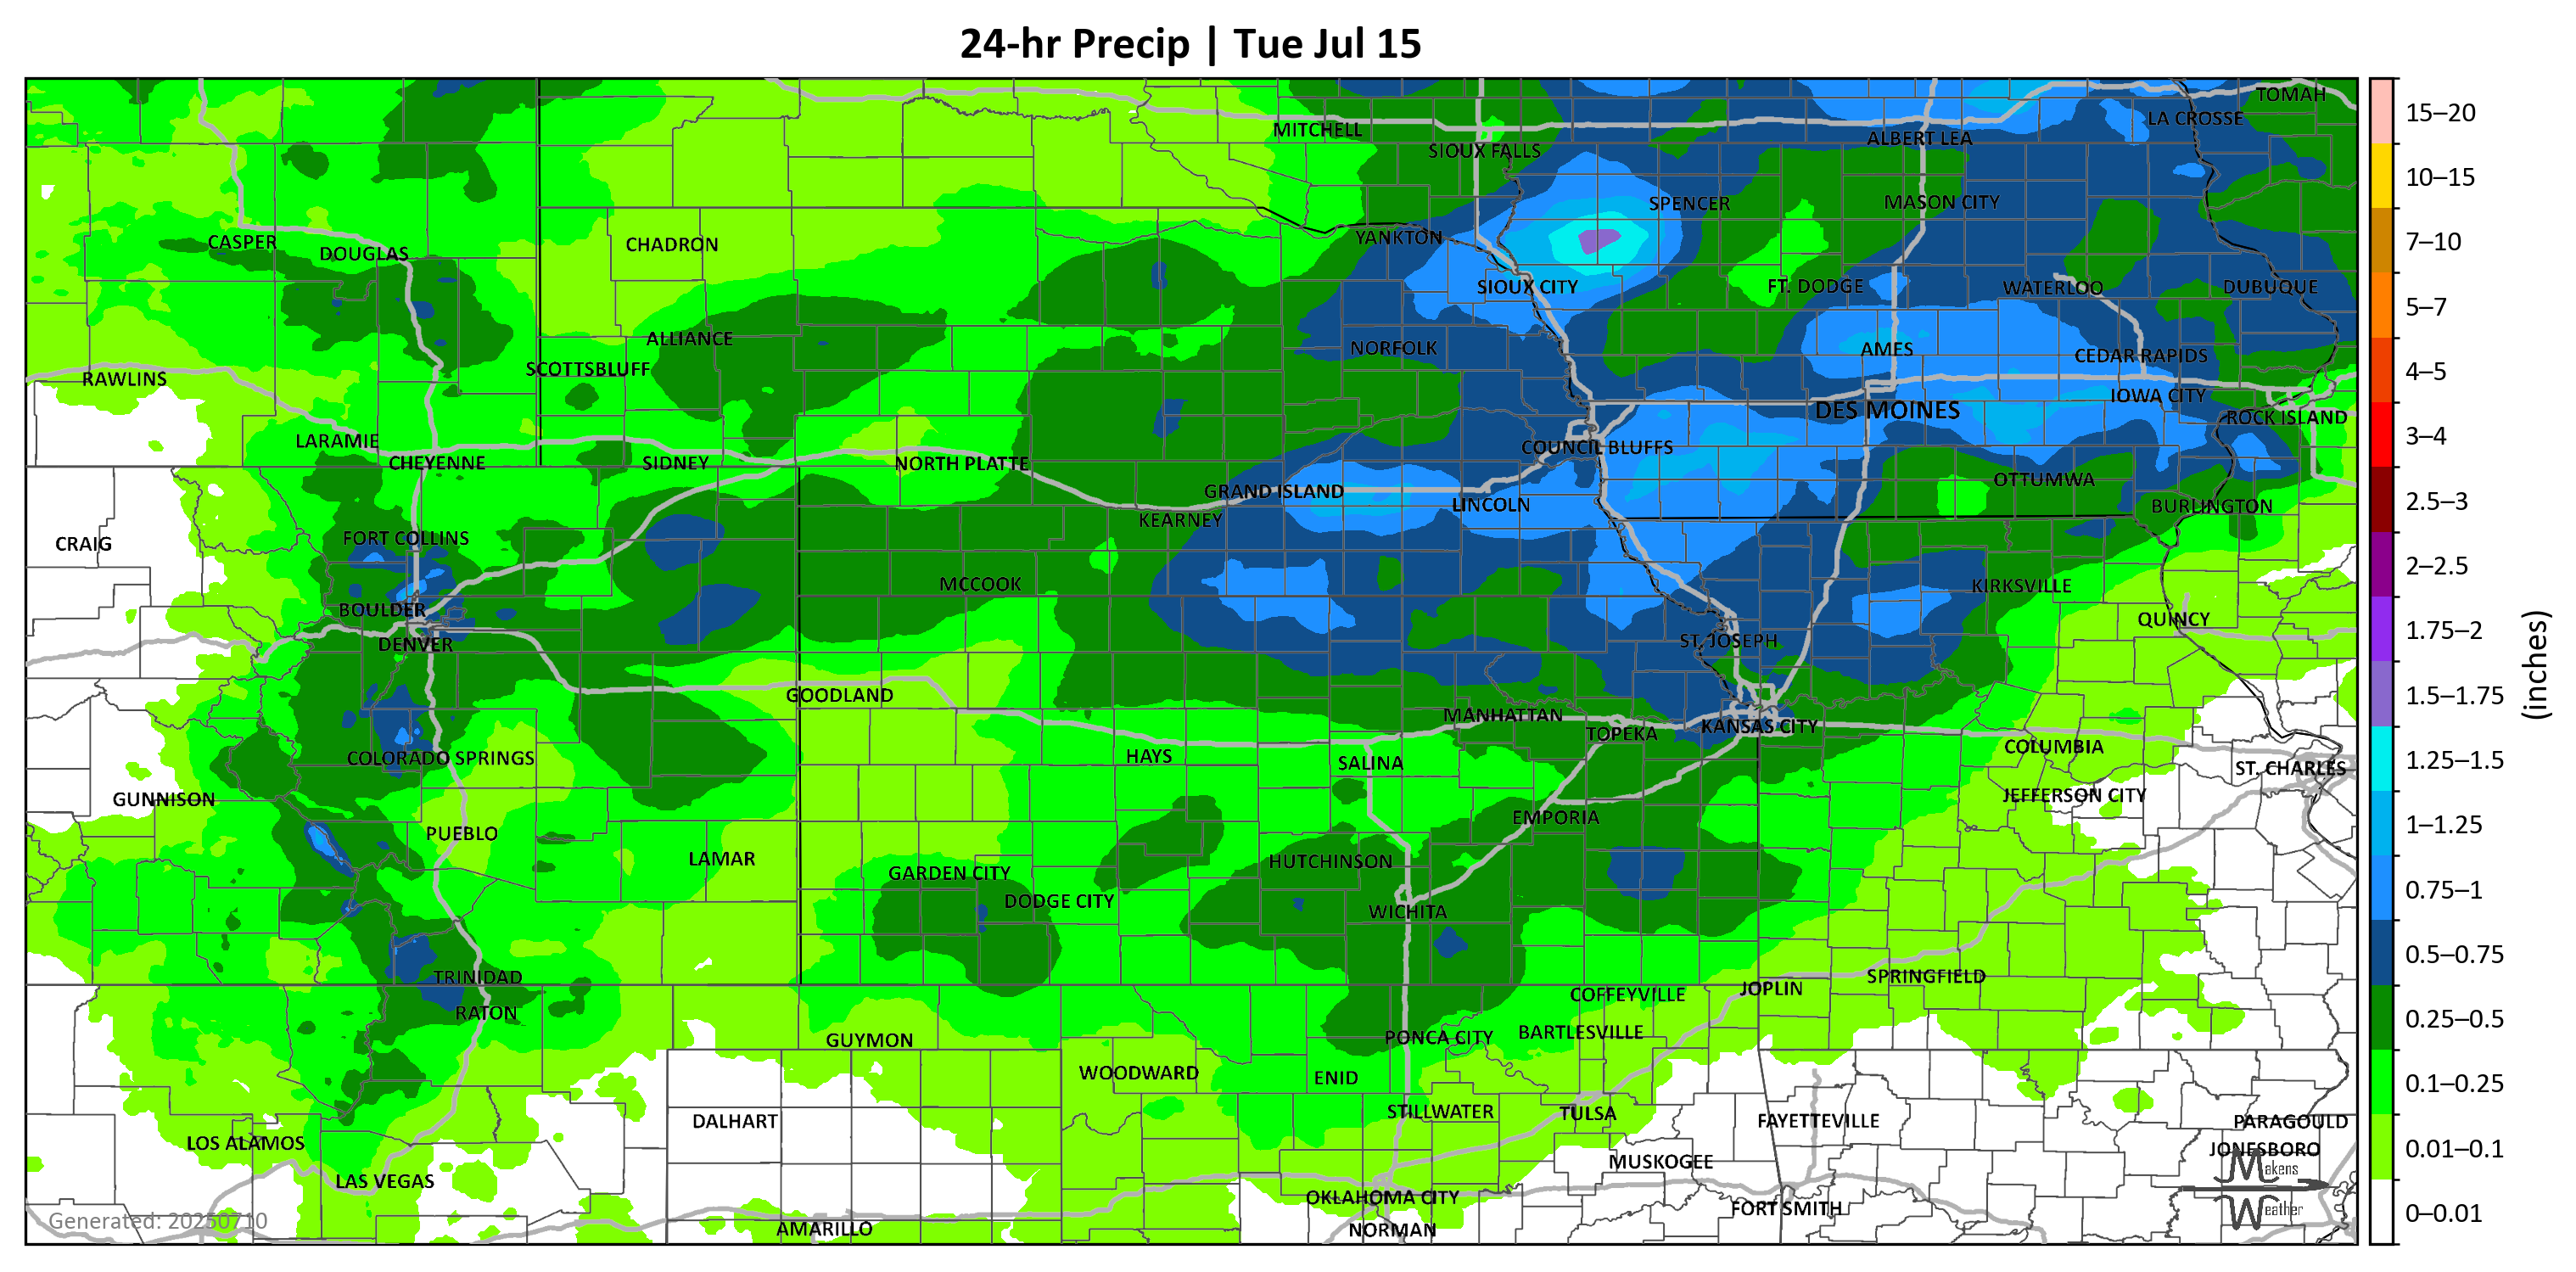 24-hr Precip | Tue Jul 15
TOMAH
LA CROSSE
MITCHELL
ALBERT LEA
SIOUX FALLS
SPENCER
MASON CITY
YANKTON
CASPER
CHADRON
DOUGLAS
SIOUX CITY
FT. DODGE
WATERLOO
DUBUQUE
ALLIANCE
NORFOLK
AMES
CEDAR RAPIDS
SCOTTSBLUFF
RAWLINS
IOWA CITY
DES MOINES
ROCK ISLAND
LARAMIE
COUNCIL BLUFFS
CHEYENNE
SIDNEY
NORTH PLATTE
OTTUMWA
GRAND ISLAND
LINCOLN
BURLINGTON
KEARNEY
FORT COLLINS
CRAIG
MCCOOK
KIRKSVILLE
BOULDER
QUINCY
DENVER
ST. JOSEPH
GOODLAND
MANHATTAN
TOPEKA
KANSAS CITY
COLUMBIA
COLORADO SPRINGS
HAYS
SALINA
ST. CHARLES
GUNNISON
JEFFERSON CITY
EMPORIA
PUEBLO
LAMAR
HUTCHINSON
GARDEN CITY
DODGE CITY
WICHITA
TRINIDAD
SPRINGFIELD
JOPLIN
COFFEYVILLE
RATON
BARTLESVILLE
GUYMON
PONCA CITY
WOODWARD
ENID
STILLWATER
TULSA
DALHART
FAYETTEVILLE
PARAGOULD
LOS ALAMOS
JONESBORO
MUSKOGEE
LAS VEGAS
OKLAHOMA CITY
FORT SMITH
AMARILLO
NORMAN
Generated: 20250710
Makens
Weather
15–20
10–15
7–10
5–7
4–5
3–4
2.5–3
2–2.5
1.75–2
1.5–1.75
1.25–1.5
1–1.25
0.75–1
0.5–0.75
0.25–0.5
0.1–0.25
0.01–0.1
0–0.01
(inches)